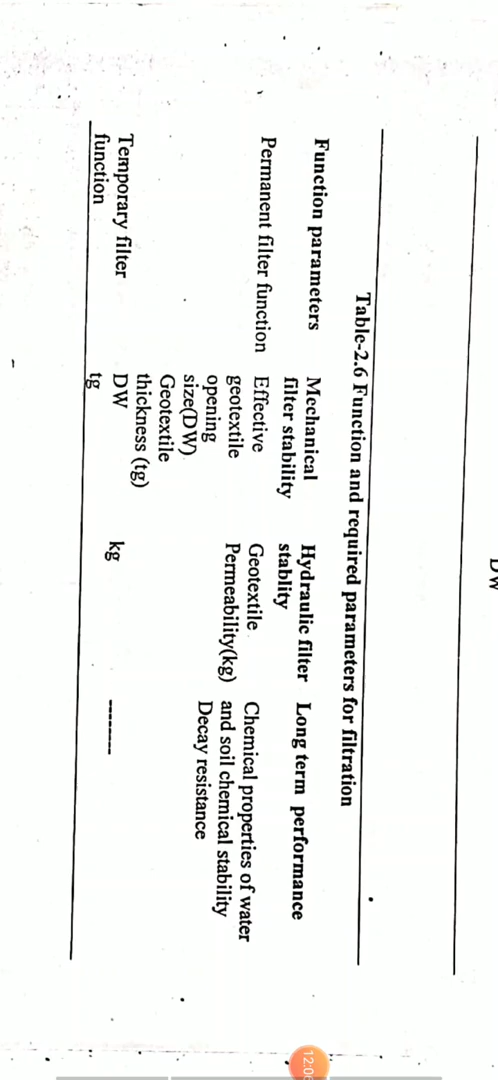 DW
Table-2.6 Function and required parameters for filtration
Function parameters Mechanical filter stability Hydraulic filter stablity Long term performance
Permanent filter function Effective geotextile opening size(DW) Geotextile thickness (tg) Geotextile Permeability(kg) Chemical properties of water and soil chemical stability Decay resistance
Temporary filter function DW tg kg --------
12:06